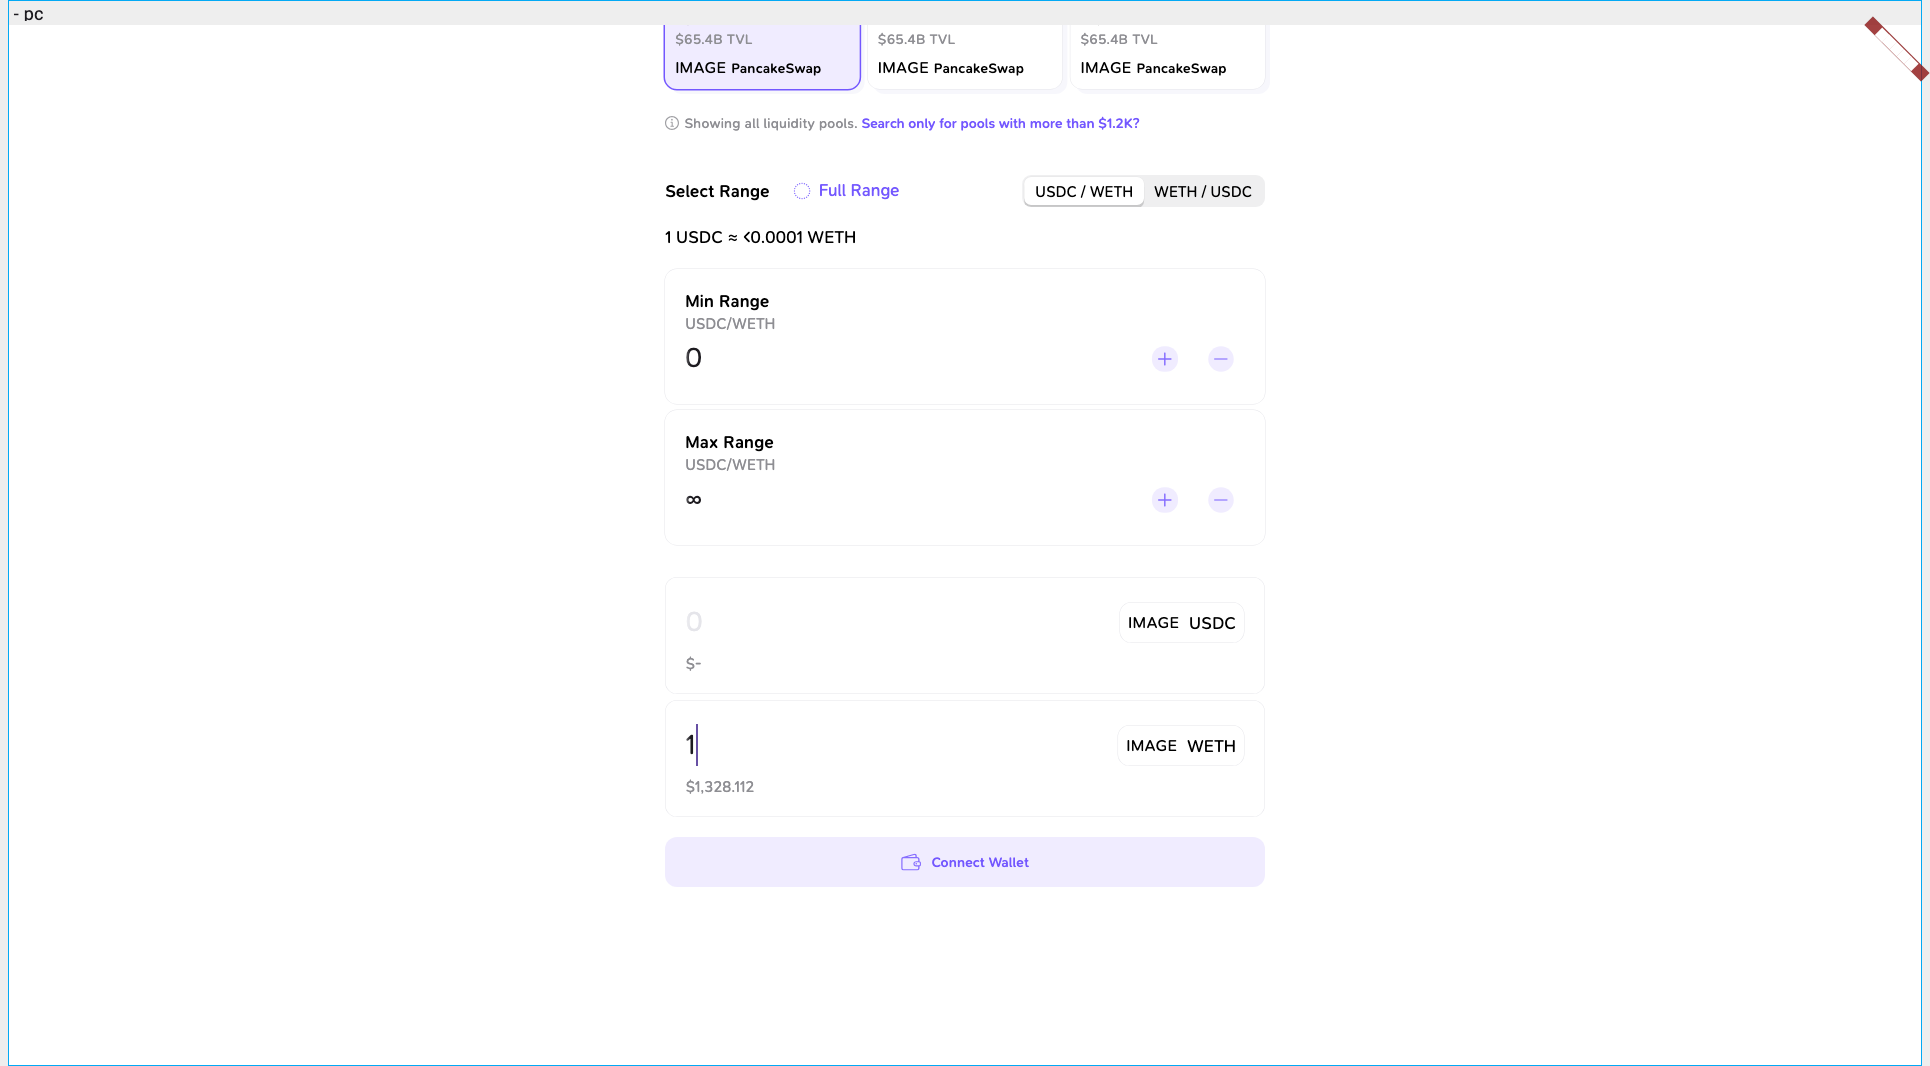 - pc
$65.4B TVL
IMAGE PancakeSwap
$65.4B TVL
IMAGE PancakeSwap
$65.4B TVL
IMAGE PancakeSwap
Showing all liquidity pools. Search only for pools with more than $1.2K?
Select Range
Full Range
USDC / WETH
WETH / USDC
1 USDC ≈ <0.0001 WETH
Min Range
USDC/WETH
0
Max Range
USDC/WETH
∞
0
IMAGE USDC
$-
1
IMAGE WETH
$1,328.112
Connect Wallet